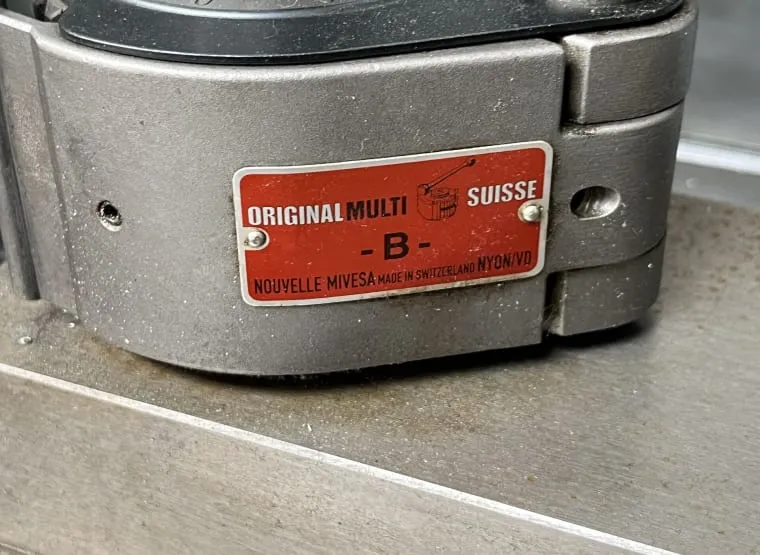 ORIGINAL MULTI SUISSE
- B -
NOUVELLE MIVESA MADE IN SWITZERLAND NYON/VD